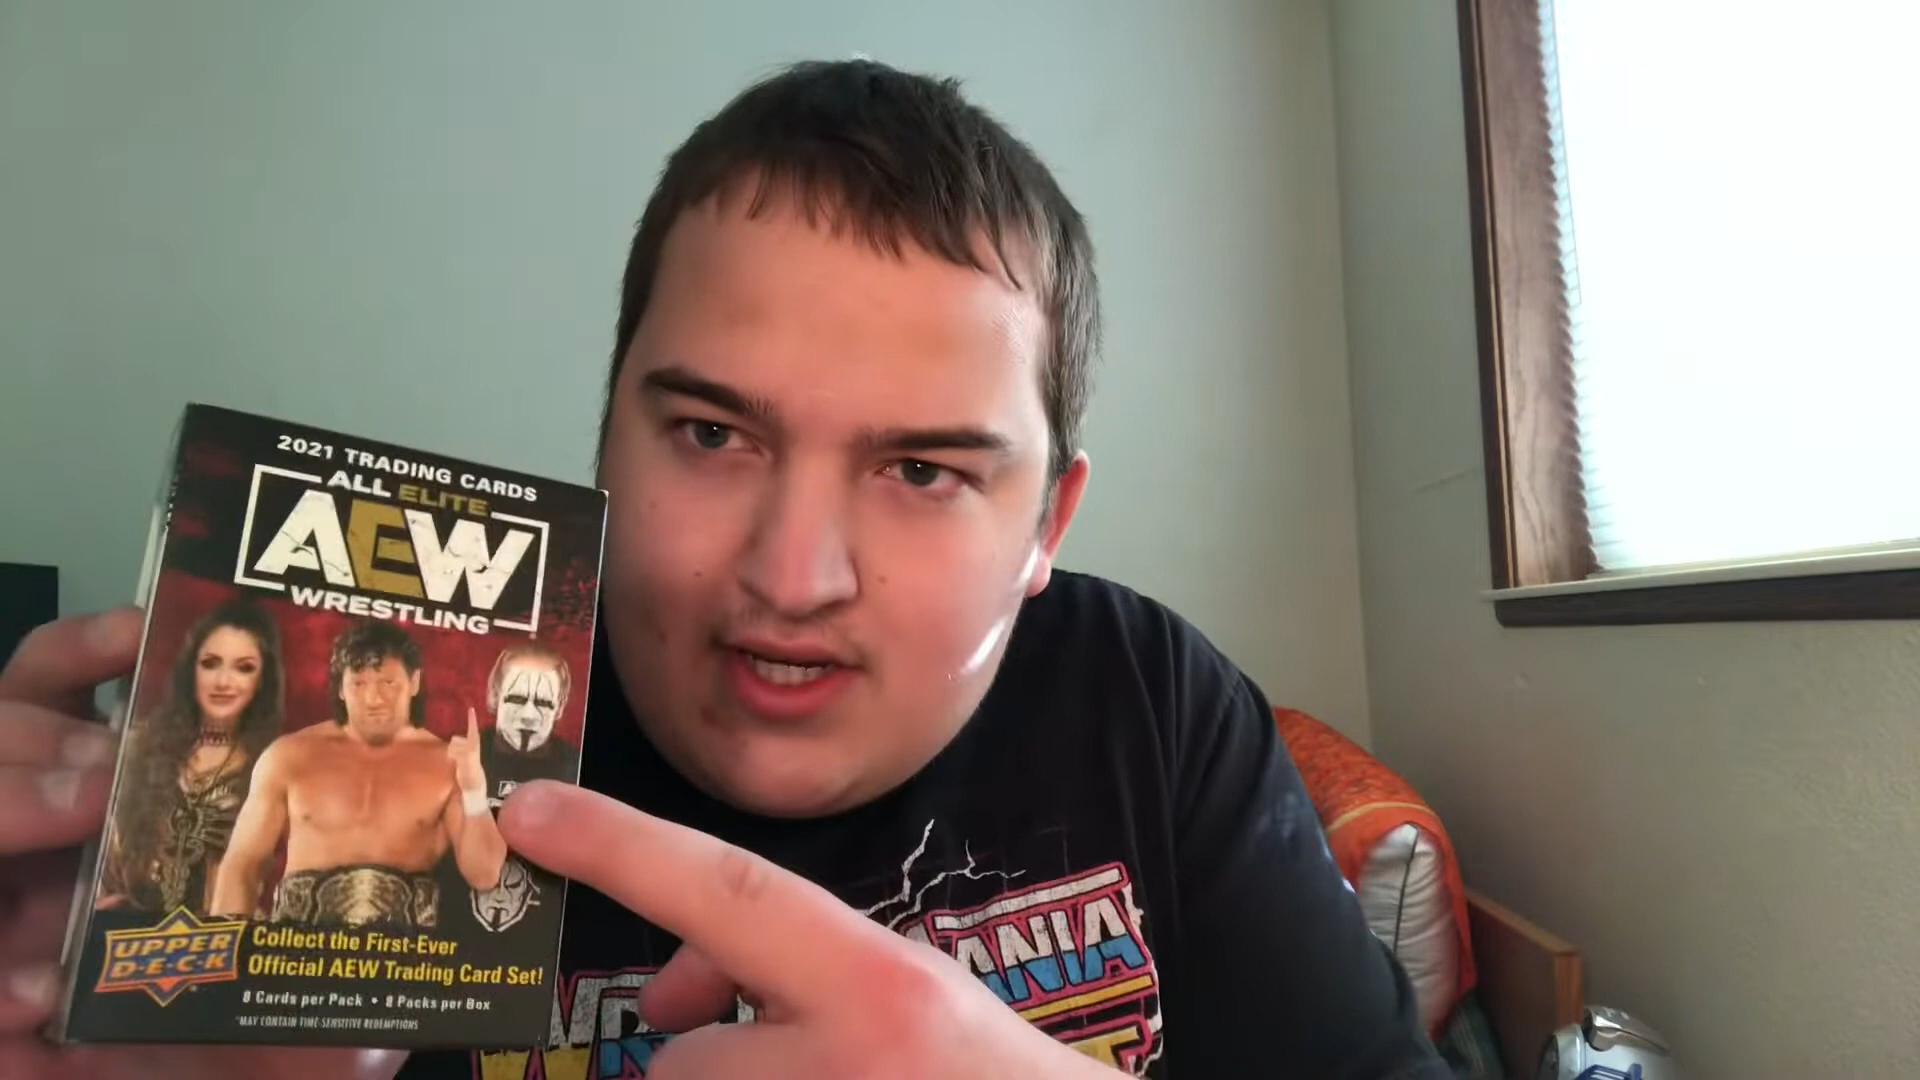 2021 TRADING CARDS
ALL ELITE
AEW
WRESTLING
UPPER
D·E·C·K
Collect the First-Ever
Official AEW Trading Card Set!
8 Cards per Pack • 8 Packs per Box
*MAY CONTAIN TIME-SENSITIVE REDEMPTIONS
ANIA